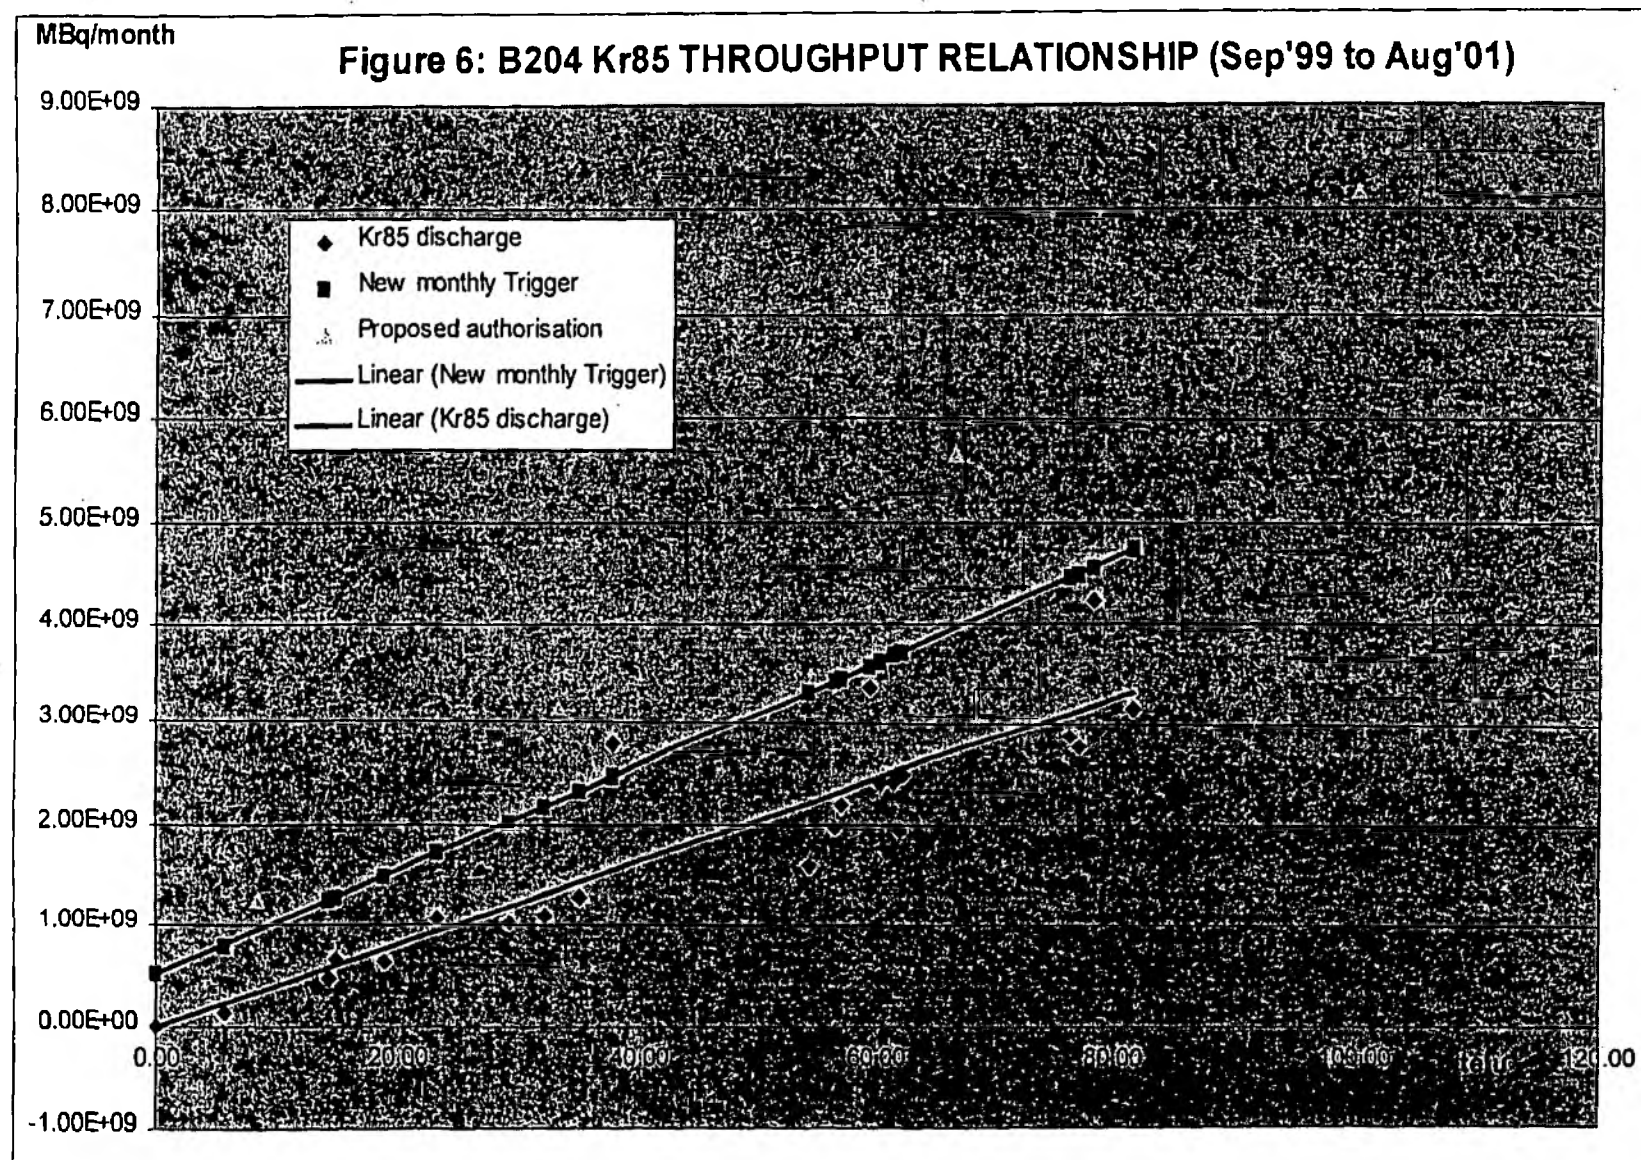 MBq/month
Figure 6: B204 Kr85 THROUGHPUT RELATIONSHIP (Sep'99 to Aug'01)
9.00E+09
8.00E+09
Kr85 discharge
New monthly Trigger
7.00E+09
Proposed authorisation
Linear (New monthly Trigger)
6.00E+09
Linear (Kr85 discharge)
5.00E+09
4.00E+09
3.00E+09
2.00E+09
1.00E+09
0.00E+00
0.00 20.00 40.00 60.00 80.00 100.00 120.00
-1.00E+09